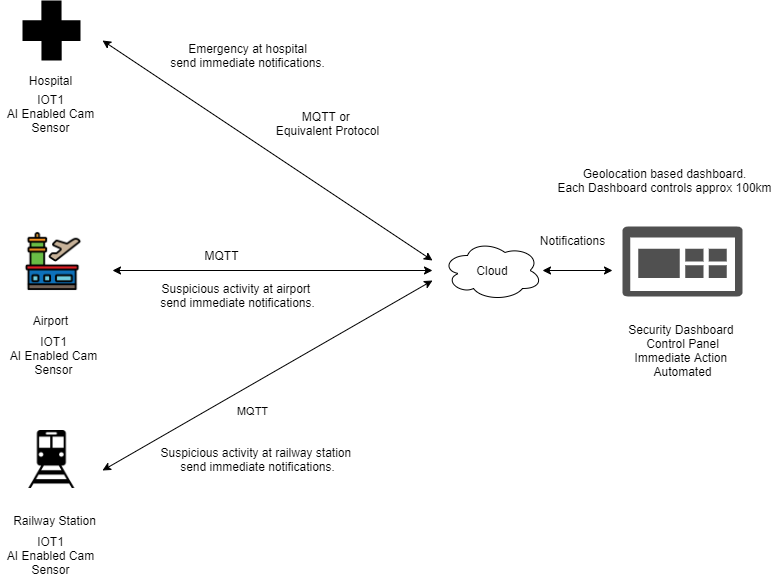 Emergency at hospital
send immediate notifications.
Hospital
IOT1
AI Enabled Cam
Sensor
MQTT or
Equivalent Protocol
Geolocation based dashboard.
Each Dashboard controls approx 100km
MQTT
Notifications
Cloud
Suspicious activity at airport
send immediate notifications.
Airport
IOT1
AI Enabled Cam
Sensor
Security Dashboard
Control Panel
Immediate Action
Automated
MQTT
Suspicious activity at railway station
send immediate notifications.
Railway Station
IOT1
AI Enabled Cam
Sensor